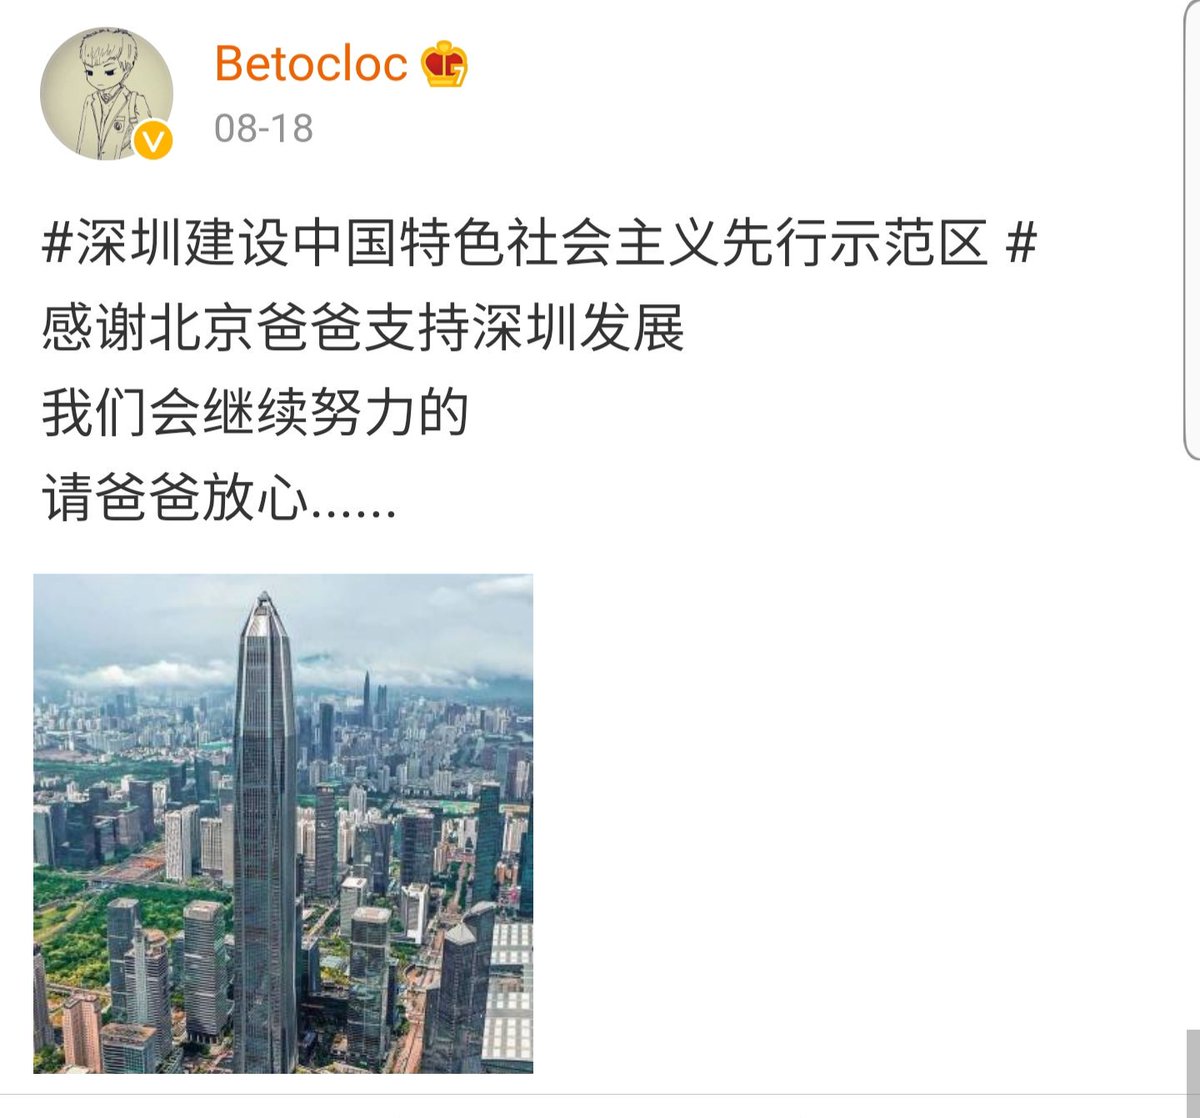 Betocloc
08-18
#深圳建设中国特色社会主义先行示范区 #
感谢北京爸爸支持深圳发展
我们会继续努力的
请爸爸放心......